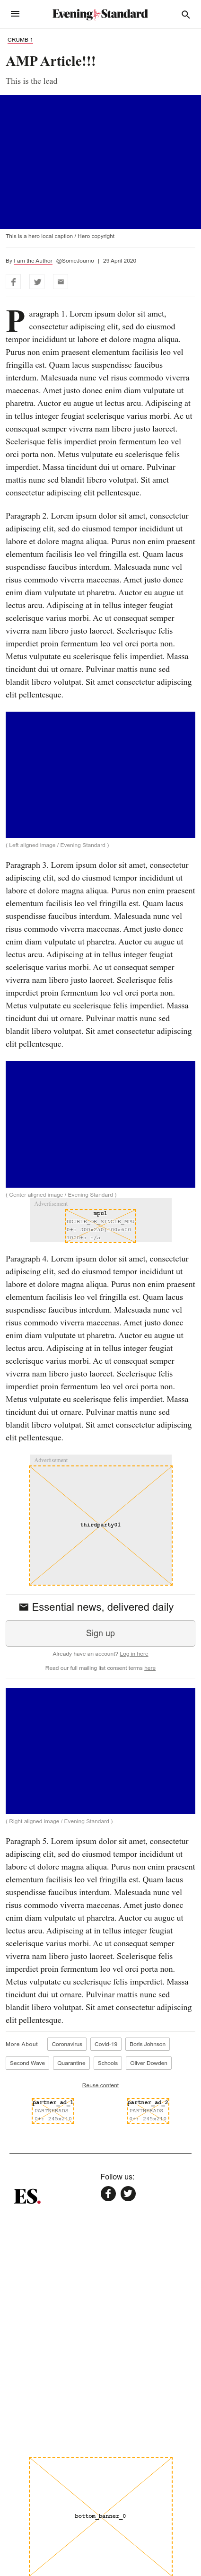 Evening Standard
CRUMB 1
AMP Article!!!
This is the lead
This is a hero local caption / Hero copyright
By I am the Author @SomeJourno | 29 April 2020
Paragraph 1. Lorem ipsum dolor sit amet,
consectetur adipiscing elit, sed do eiusmod
tempor incididunt ut labore et dolore magna aliqua.
Purus non enim praesent elementum facilisis leo vel
fringilla est. Quam lacus suspendisse faucibus
interdum. Malesuada nunc vel risus commodo viverra
maecenas. Amet justo donec enim diam vulputate ut
pharetra. Auctor eu augue ut lectus arcu. Adipiscing at
in tellus integer feugiat scelerisque varius morbi. Ac ut
consequat semper viverra nam libero justo laoreet.
Scelerisque felis imperdiet proin fermentum leo vel
orci porta non. Metus vulputate eu scelerisque felis
imperdiet. Massa tincidunt dui ut ornare. Pulvinar
mattis nunc sed blandit libero volutpat. Sit amet
consectetur adipiscing elit pellentesque.
Paragraph 2. Lorem ipsum dolor sit amet, consectetur
adipiscing elit, sed do eiusmod tempor incididunt ut
labore et dolore magna aliqua. Purus non enim praesent
elementum facilisis leo vel fringilla est. Quam lacus
suspendisse faucibus interdum. Malesuada nunc vel
risus commodo viverra maecenas. Amet justo donec
enim diam vulputate ut pharetra. Auctor eu augue ut
lectus arcu. Adipiscing at in tellus integer feugiat
scelerisque varius morbi. Ac ut consequat semper
viverra nam libero justo laoreet. Scelerisque felis
imperdiet proin fermentum leo vel orci porta non.
Metus vulputate eu scelerisque felis imperdiet. Massa
tincidunt dui ut ornare. Pulvinar mattis nunc sed
blandit libero volutpat. Sit amet consectetur adipiscing
elit pellentesque.
( Left aligned image / Evening Standard )
Paragraph 3. Lorem ipsum dolor sit amet, consectetur
adipiscing elit, sed do eiusmod tempor incididunt ut
labore et dolore magna aliqua. Purus non enim praesent
elementum facilisis leo vel fringilla est. Quam lacus
suspendisse faucibus interdum. Malesuada nunc vel
risus commodo viverra maecenas. Amet justo donec
enim diam vulputate ut pharetra. Auctor eu augue ut
lectus arcu. Adipiscing at in tellus integer feugiat
scelerisque varius morbi. Ac ut consequat semper
viverra nam libero justo laoreet. Scelerisque felis
imperdiet proin fermentum leo vel orci porta non.
Metus vulputate eu scelerisque felis imperdiet. Massa
tincidunt dui ut ornare. Pulvinar mattis nunc sed
blandit libero volutpat. Sit amet consectetur adipiscing
elit pellentesque.
( Center aligned image / Evening Standard )
Advertisement
mpu1
DOUBLE_OR_SINGLE_MPU
0+: 300x250|300x600
1000+: n/a
Paragraph 4. Lorem ipsum dolor sit amet, consectetur
adipiscing elit, sed do eiusmod tempor incididunt ut
labore et dolore magna aliqua. Purus non enim praesent
elementum facilisis leo vel fringilla est. Quam lacus
suspendisse faucibus interdum. Malesuada nunc vel
risus commodo viverra maecenas. Amet justo donec
enim diam vulputate ut pharetra. Auctor eu augue ut
lectus arcu. Adipiscing at in tellus integer feugiat
scelerisque varius morbi. Ac ut consequat semper
viverra nam libero justo laoreet. Scelerisque felis
imperdiet proin fermentum leo vel orci porta non.
Metus vulputate eu scelerisque felis imperdiet. Massa
tincidunt dui ut ornare. Pulvinar mattis nunc sed
blandit libero volutpat. Sit amet consectetur adipiscing
elit pellentesque.
Advertisement
thirdparty01
Essential news, delivered daily
Sign up
Already have an account? Log in here
Read our full mailing list consent terms here
( Right aligned image / Evening Standard )
Paragraph 5. Lorem ipsum dolor sit amet, consectetur
adipiscing elit, sed do eiusmod tempor incididunt ut
labore et dolore magna aliqua. Purus non enim praesent
elementum facilisis leo vel fringilla est. Quam lacus
suspendisse faucibus interdum. Malesuada nunc vel
risus commodo viverra maecenas. Amet justo donec
enim diam vulputate ut pharetra. Auctor eu augue ut
lectus arcu. Adipiscing at in tellus integer feugiat
scelerisque varius morbi. Ac ut consequat semper
viverra nam libero justo laoreet. Scelerisque felis
imperdiet proin fermentum leo vel orci porta non.
Metus vulputate eu scelerisque felis imperdiet. Massa
tincidunt dui ut ornare. Pulvinar mattis nunc sed
blandit libero volutpat. Sit amet consectetur adipiscing
elit pellentesque.
More About Coronavirus Covid-19 Boris Johnson
Second Wave Quarantine Schools Oliver Dowden
Reuse content
partner_ad_1 partner_ad_2
PARTNERADS PARTNERADS
0+: 245x210 0+: 245x210
Follow us:
ES.
bottom_banner_0